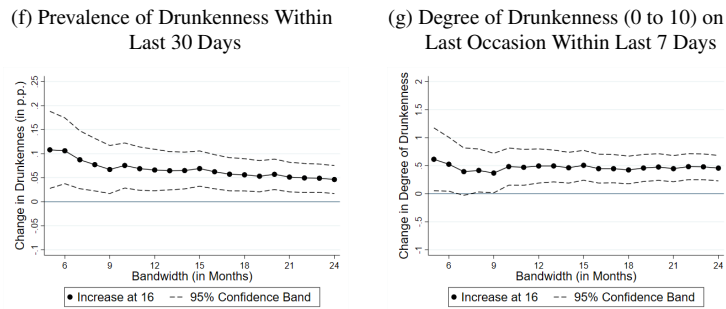 (f) Prevalence of Drunkenness Within
Last 30 Days
Change in Drunkennes (in p.p.)
.25
.2
.15
.1
.05
0
-.05
-.1
6
9
12
15
18
21
24
Bandwidth (in Months)
Increase at 16
95% Confidence Band
(g) Degree of Drunkenness (0 to 10) on
Last Occasion Within Last 7 Days
Change in Degree of Drunkenness
2
1.5
1
.5
0
-.5
-1
6
9
12
15
18
21
24
Bandwidth (in Months)
Increase at 16
95% Confidence Band